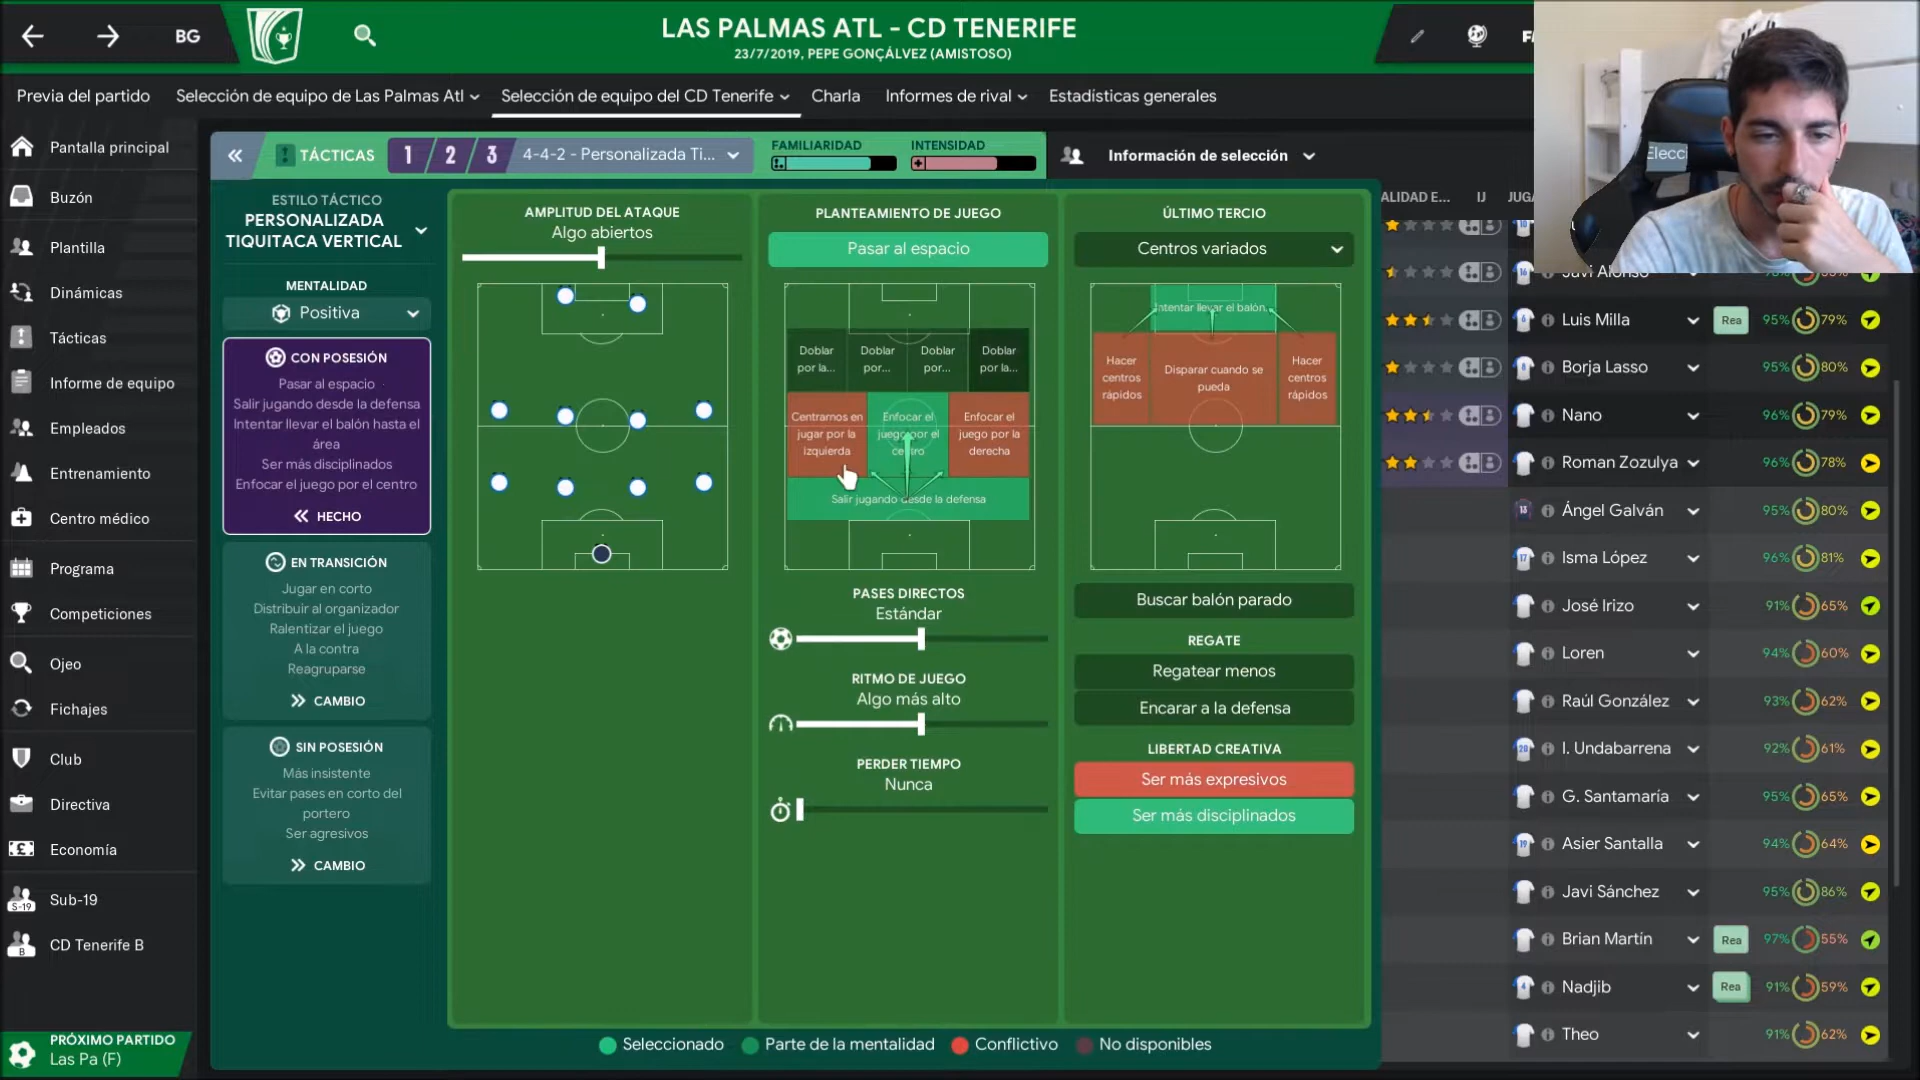 BG
LAS PALMAS ATL - CD TENERIFE
23/7/2019, PEPE GONÇÁLVEZ (AMISTOSO)
Previa del partido
Selección de equipo de Las Palmas Atl
Selección de equipo del CD Tenerife
Charla
Informes de rival
Estadísticas generales
Pantalla principal
Buzón
Plantilla
Dinámicas
Tácticas
Informe de equipo
Empleados
Entrenamiento
Centro médico
Programa
Competiciones
Ojeo
Fichajes
Club
Directiva
Economía
S-19
Sub-19
B
CD Tenerife B
PRÓXIMO PARTIDO
Las Pa (F)
TÁCTICAS
1 2 3
4-4-2 - Personalizada Ti...
FAMILIARIDAD
INTENSIDAD
Información de selección
ESTILO TÁCTICO
PERSONALIZADA
TIQUITACA VERTICAL
MENTALIDAD
Positiva
CON POSESIÓN
Pasar al espacio
Salir jugando desde la defensa
Intentar llevar el balón hasta el
área
Ser más disciplinados
Enfocar el juego por el centro
HECHO
EN TRANSICIÓN
Jugar en corto
Distribuir al organizador
Ralentizar el juego
A la contra
Reagruparse
CAMBIO
SIN POSESIÓN
Más insistente
Evitar pases en corto del
portero
Ser agresivos
CAMBIO
AMPLITUD DEL ATAQUE
Algo abiertos
PLANTEAMIENTO DE JUEGO
Pasar al espacio
Doblar
por la...
Doblar
por...
Doblar
por...
Doblar
por la...
Centrarnos en
jugar por la
izquierda
Enfocar el
juego por el
centro
Enfocar el
juego por la
derecha
Salir jugando desde la defensa
PASES DIRECTOS
Estándar
RITMO DE JUEGO
Algo más alto
PERDER TIEMPO
Nunca
ÚLTIMO TERCIO
Centros variados
Intentar llevar el balón...
Hacer
centros
rápidos
Disparar cuando se
pueda
Hacer
centros
rápidos
Buscar balón parado
REGATE
Regatear menos
Encarar a la defensa
LIBERTAD CREATIVA
Ser más expresivos
Ser más disciplinados
Seleccionado
Parte de la mentalidad
Conflictivo
No disponibles
ALIDAD E...
IJ
JUGA
Elecci
Javi Alonso
Luis Milla Rea 95% 79%
Borja Lasso 95% 80%
Nano 96% 79%
Roman Zozulya 96% 78%
Ángel Galván 95% 80%
Isma López 96% 81%
José Irizo 91% 65%
Loren 94% 60%
Raúl González 93% 62%
I. Undabarrena 92% 61%
G. Santamaría 95% 65%
Asier Santalla 94% 64%
Javi Sánchez 95% 86%
Brian Martín Rea 97% 55%
Nadjib Rea 91% 59%
Theo 91% 62%